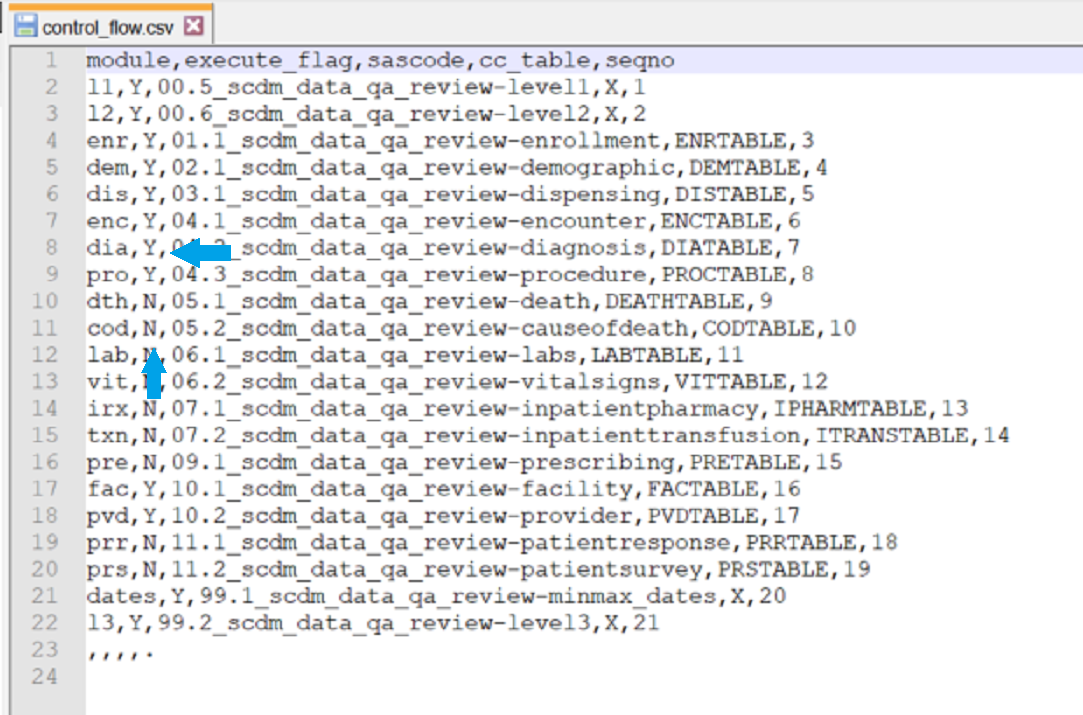 control_flow.csv
1 module,execute_flag,sascode,cc_table,seqno
2 l1,Y,00.5_scdm_data_qa_review-level1,X,1
3 l2,Y,00.6_scdm_data_qa_review-level2,X,2
4 enr,Y,01.1_scdm_data_qa_review-enrollment,ENRTABLE,3
5 dem,Y,02.1_scdm_data_qa_review-demographic,DEMTABLE,4
6 dis,Y,03.1_scdm_data_qa_review-dispensing,DISTABLE,5
7 enc,Y,04.1_scdm_data_qa_review-encounter,ENCTABLE,6
8 dia,Y,04.2_scdm_data_qa_review-diagnosis,DIATABLE,7
9 pro,Y,04.3_scdm_data_qa_review-procedure,PROCTABLE,8
10 dth,N,05.1_scdm_data_qa_review-death,DEATHTABLE,9
11 cod,N,05.2_scdm_data_qa_review-causeofdeath,CODTABLE,10
12 lab,N,06.1_scdm_data_qa_review-labs,LABTABLE,11
13 vit,N,06.2_scdm_data_qa_review-vitalsigns,VITTABLE,12
14 irx,N,07.1_scdm_data_qa_review-inpatientpharmacy,IPHARMTABLE,13
15 txn,N,07.2_scdm_data_qa_review-inpatienttransfusion,ITRANSTABLE,14
16 pre,N,09.1_scdm_data_qa_review-prescribing,PRETABLE,15
17 fac,Y,10.1_scdm_data_qa_review-facility,FACTABLE,16
18 pvd,Y,10.2_scdm_data_qa_review-provider,PVDTABLE,17
19 prr,N,11.1_scdm_data_qa_review-patientresponse,PRRTABLE,18
20 prs,N,11.2_scdm_data_qa_review-patientsurvey,PRSTABLE,19
21 dates,Y,99.1_scdm_data_qa_review-minmax_dates,X,20
22 l3,Y,99.2_scdm_data_qa_review-level3,X,21
23 ,,,,.
24